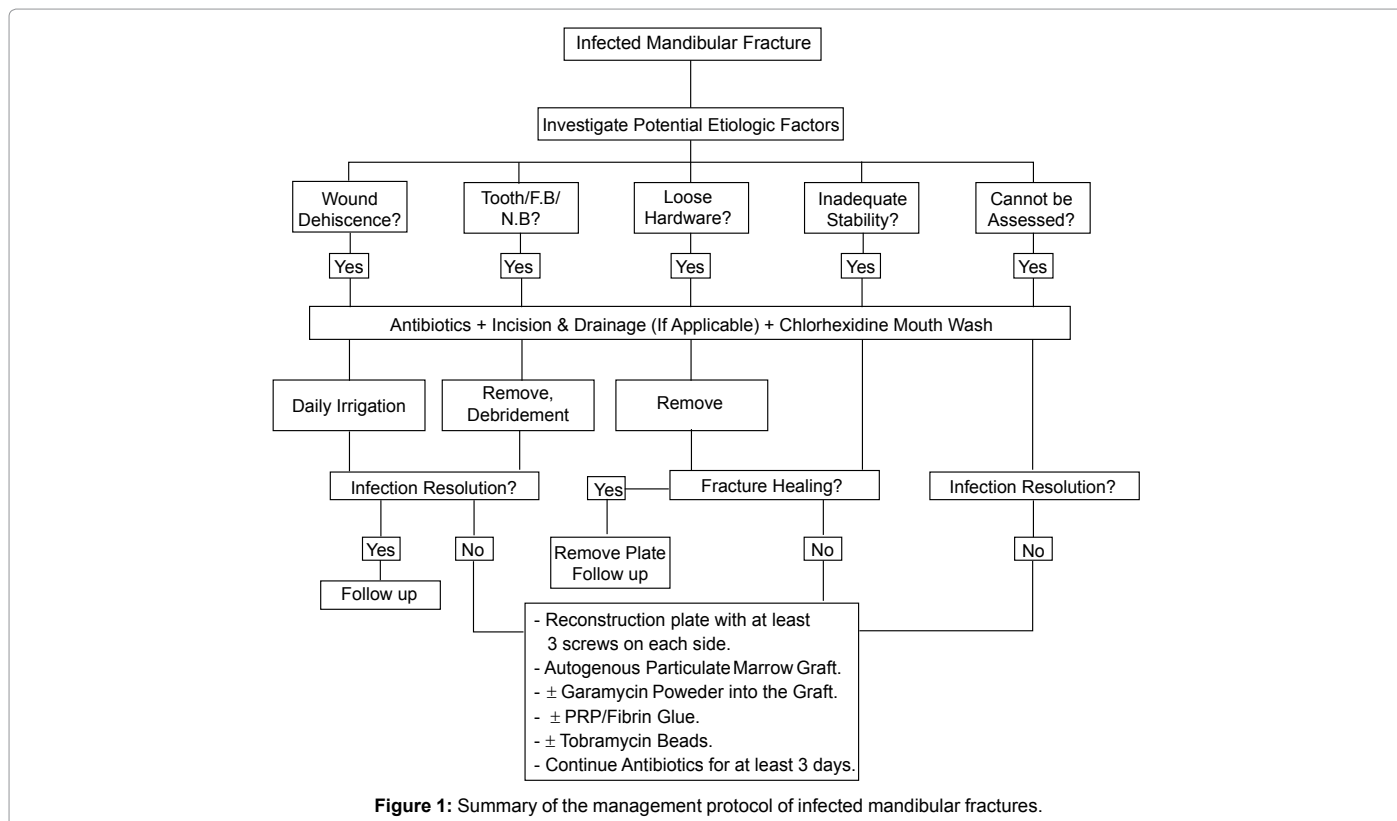 Infected Mandibular Fracture
Investigate Potential Etiologic Factors
Wound
Dehiscence?
Tooth/F.B/
N.B?
Loose
Hardware?
Inadequate
Stability?
Cannot be
Assessed?
Yes
Yes
Yes
Yes
Yes
Antibiotics + Incision & Drainage (If Applicable) + Chlorhexidine Mouth Wash
Daily Irrigation
Remove,
Debridement
Remove
Infection Resolution?
Yes
Fracture Healing?
Infection Resolution?
Yes
No
Remove Plate
Follow up
No
No
Follow up
- Reconstruction plate with at least
3 screws on each side.
- Autogenous Particulate Marrow Graft.
- ± Garamycin Poweder into the Graft.
- ± PRP/Fibrin Glue.
- ± Tobramycin Beads.
- Continue Antibiotics for at least 3 days.
Figure 1: Summary of the management protocol of infected mandibular fractures.